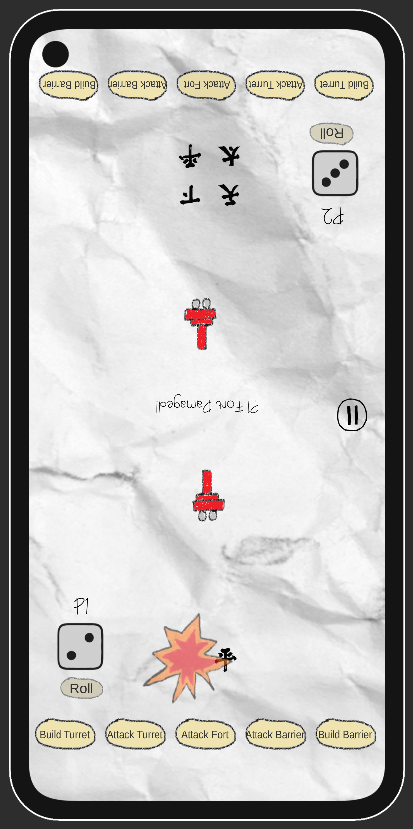 Build Barrier Attack Barrier Attack Fort Attack Turret Build Turret
Roll
P2
P1 Fort Damaged!
P1
Roll
Build Turret Attack Turret Attack Fort Attack Barrier Build Barrier